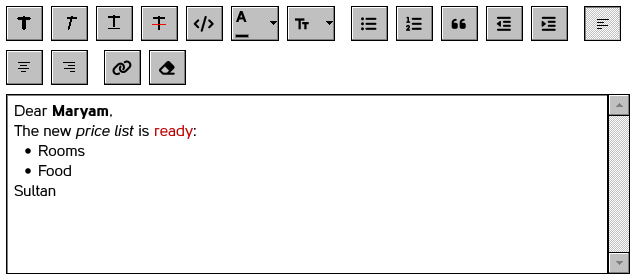 Dear Maryam,
The new price list is ready:
• Rooms
• Food
Sultan